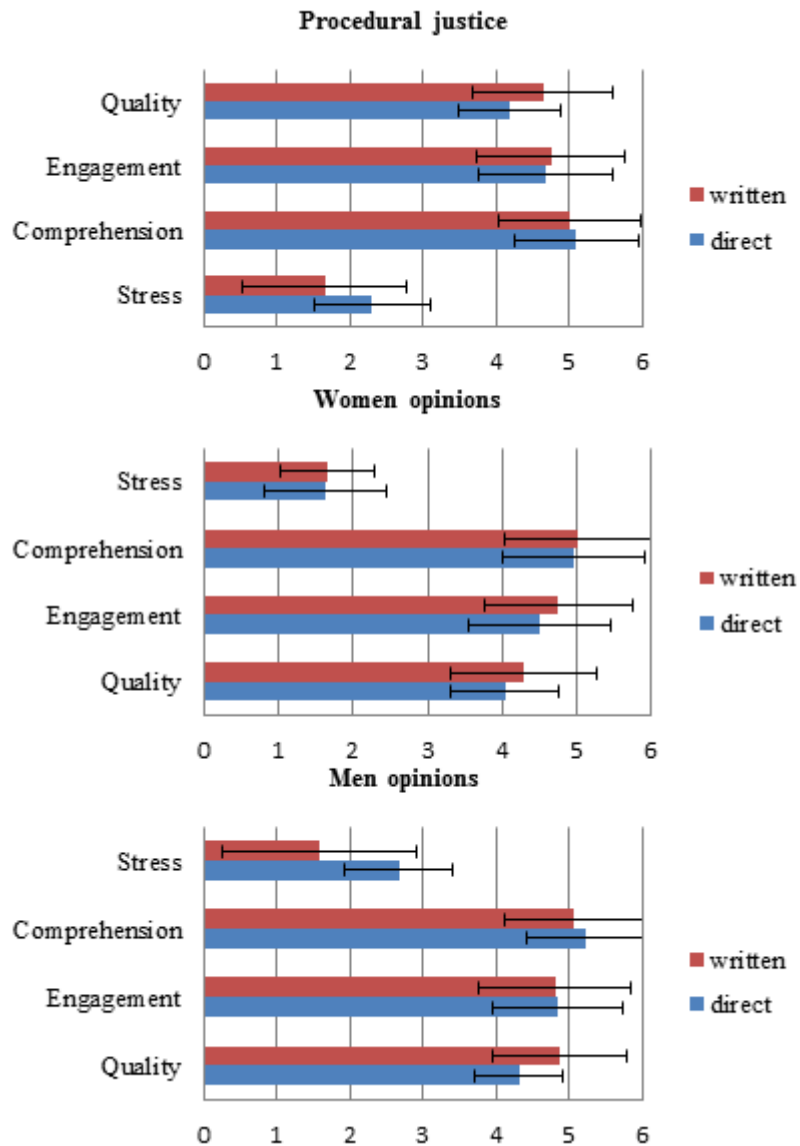 Procedural justice
Quality
Engagement
Comprehension
Stress
written
direct
0 1 2 3 4 5 6
Women opinions
Stress
Comprehension
Engagement
Quality
written
direct
0 1 2 3 4 5 6
Men opinions
Stress
Comprehension
Engagement
Quality
written
direct
0 1 2 3 4 5 6